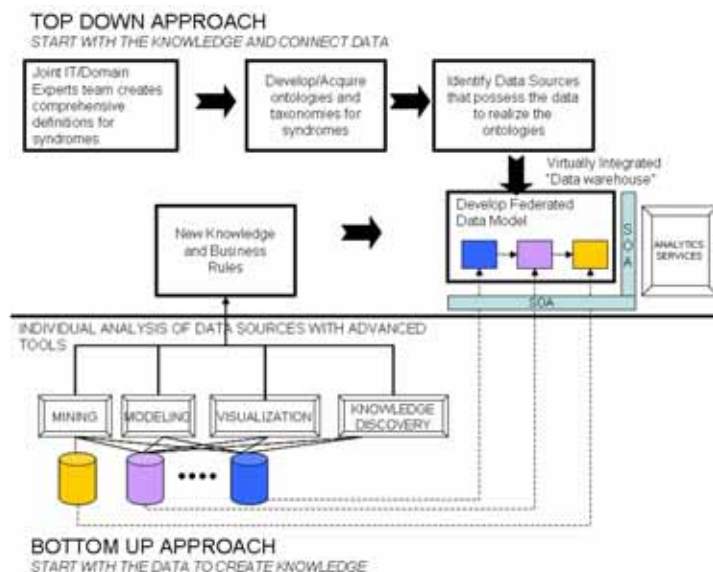 TOP DOWN APPROACH
START WITH THE KNOWLEDGE AND CONNECT DATA
Joint IT/Domain
Experts team creates
comprehensive
definitions for
syndromes
Develop/Acquire
ontologies and
taxonomies for
syndromes
Identify Data Sources
that possess the data
to realize the
ontologies
Virtually Integrated
"Data warehouse"
New Knowledge
and Business
Rules
Develop Federated
Data Model
SOA
ANALYTICS
SERVICES
SOA
INDIVIDUAL ANALYSIS OF DATA SOURCES WITH ADVANCED
TOOLS
MINING
MODELING
VISUALIZATION
KNOWLEDGE
DISCOVERY
BOTTOM UP APPROACH
START WITH THE DATA TO CREATE KNOWLEDGE